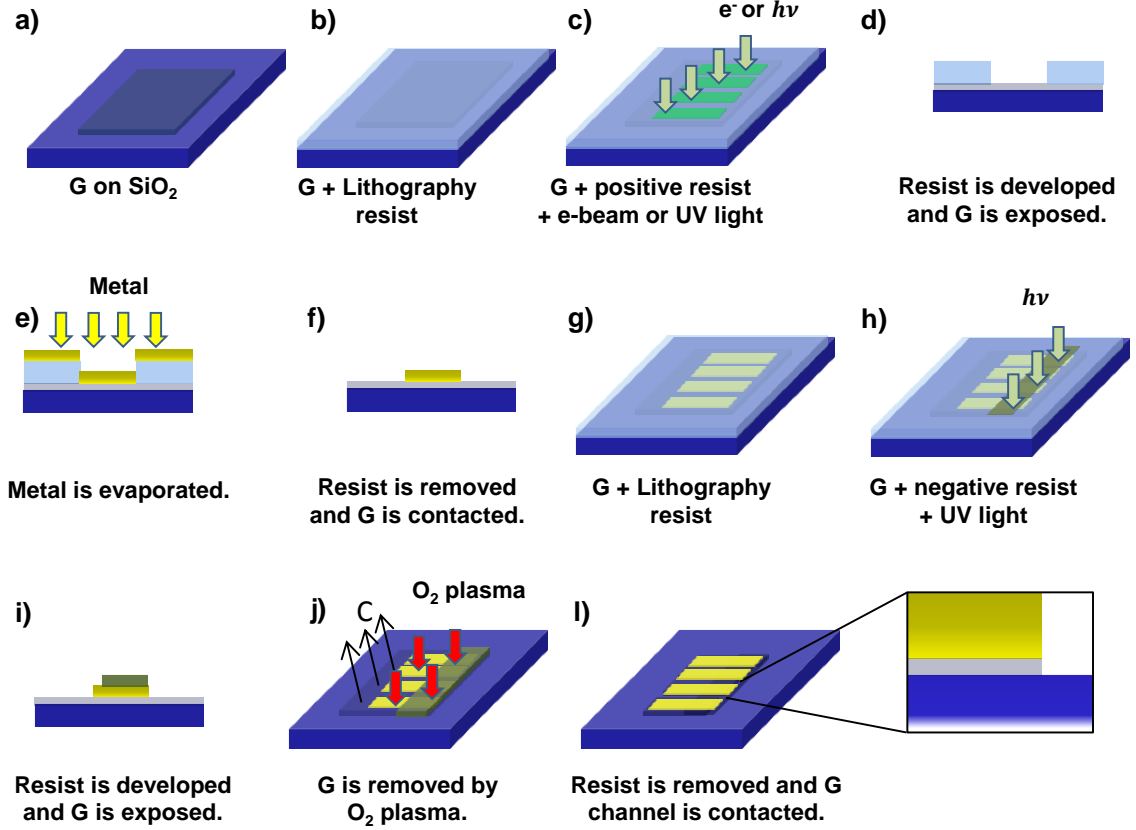 a)
G on SiO₂
b)
G + Lithography
resist
c)
e⁻ or hν
G + positive resist
+ e-beam or UV light
d)
Resist is developed
and G is exposed.
e)
Metal
Metal is evaporated.
f)
Resist is removed
and G is contacted.
g)
G + Lithography
resist
h)
hν
G + negative resist
+ UV light
i)
Resist is developed
and G is exposed.
j)
C
O₂ plasma
G is removed by
O₂ plasma.
l)
Resist is removed and G
channel is contacted.